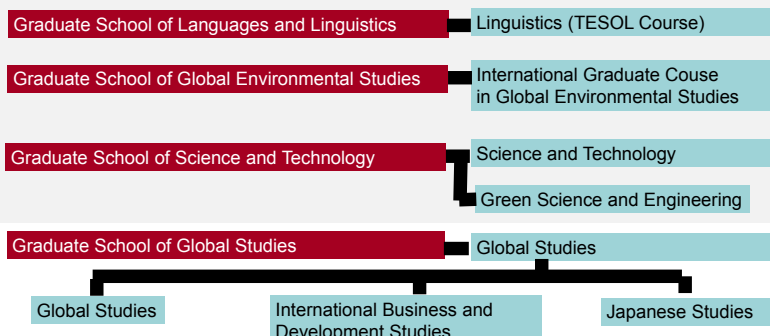 Graduate School of Languages and Linguistics
Linguistics (TESOL Course)
Graduate School of Global Environmental Studies
International Graduate Couse
in Global Environmental Studies
Graduate School of Science and Technology
Science and Technology
Green Science and Engineering
Graduate School of Global Studies
Global Studies
Global Studies
International Business and
Development Studies
Japanese Studies